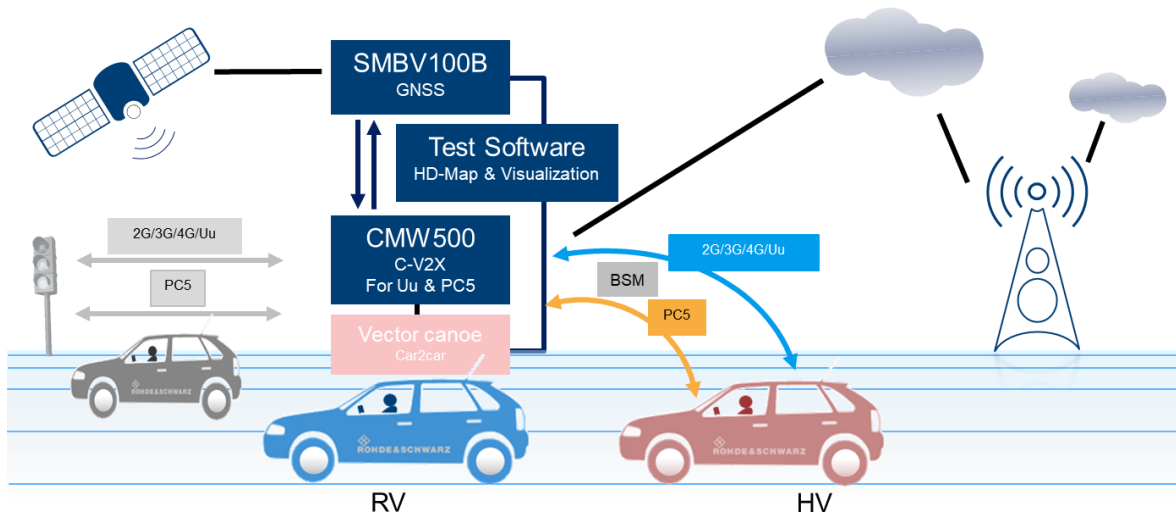 SMBV100B
GNSS
Test Software
HD-Map & Visualization
2G/3G/4G/Uu
PC5
CMW500
C-V2X
For Uu & PC5
2G/3G/4G/Uu
BSM
PC5
Vector canoe
Car2car
ROHDE&SCHWARZ
ROHDE&SCHWARZ
ROHDE&SCHWARZ
RV
HV